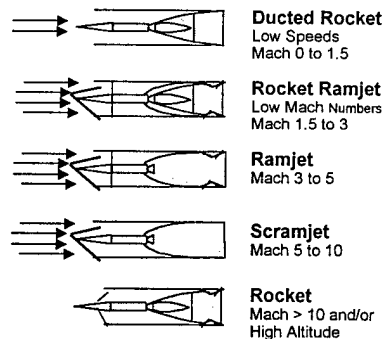 Ducted Rocket
Low Speeds
Mach 0 to 1.5
Rocket Ramjet
Low Mach Numbers
Mach 1.5 to 3
Ramjet
Mach 3 to 5
Scramjet
Mach 5 to 10
Rocket
Mach > 10 and/or
High Altitude